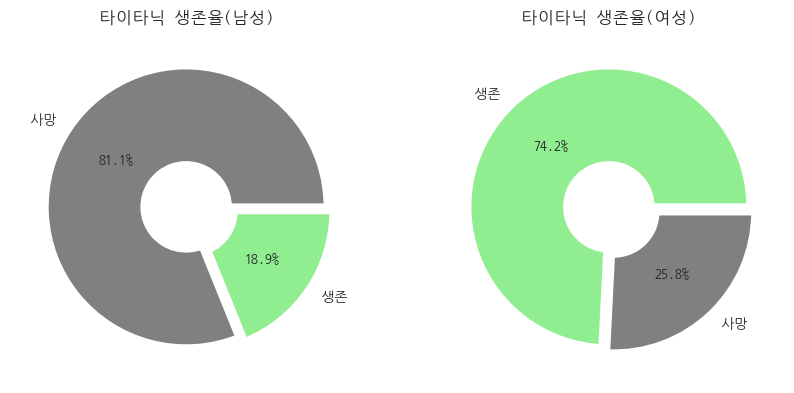 타이타닉 생존율(남성)
사망
81.1%
18.9%
생존
타이타닉 생존율(여성)
생존
74.2%
25.8%
사망